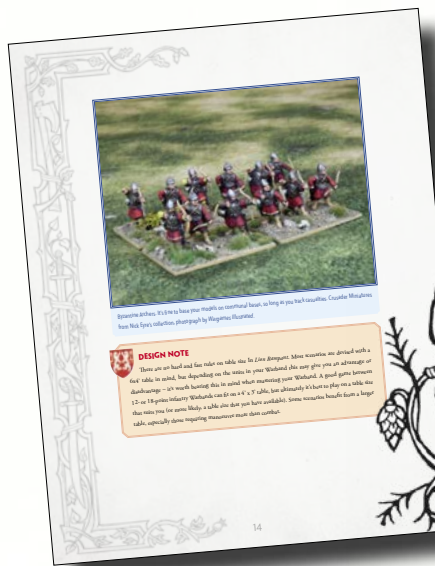 Byzantine Archers. It's fine to base your models on communal bases, so long as you track casualties. Crusader Miniatures
from Nick Eyre's collection, photograph by Wargames Illustrated.
DESIGN NOTE
There are no hard and fast rules on table size in Lion Rampant. Most scenarios are devised with a
6x4' table in mind, but depending on the units in your Warband this may give you an advantage or
disadvantage – it's worth bearing this in mind when mustering your Warband. A good game between
12- or 18-point infantry Warbands can fit on a 4' x 3' table, but ultimately it's best to play on a table size
that suits you (or more likely, a table size that you have available). Some scenarios benefit from a larger
table, especially those requiring manoeuvre more than combat.
14